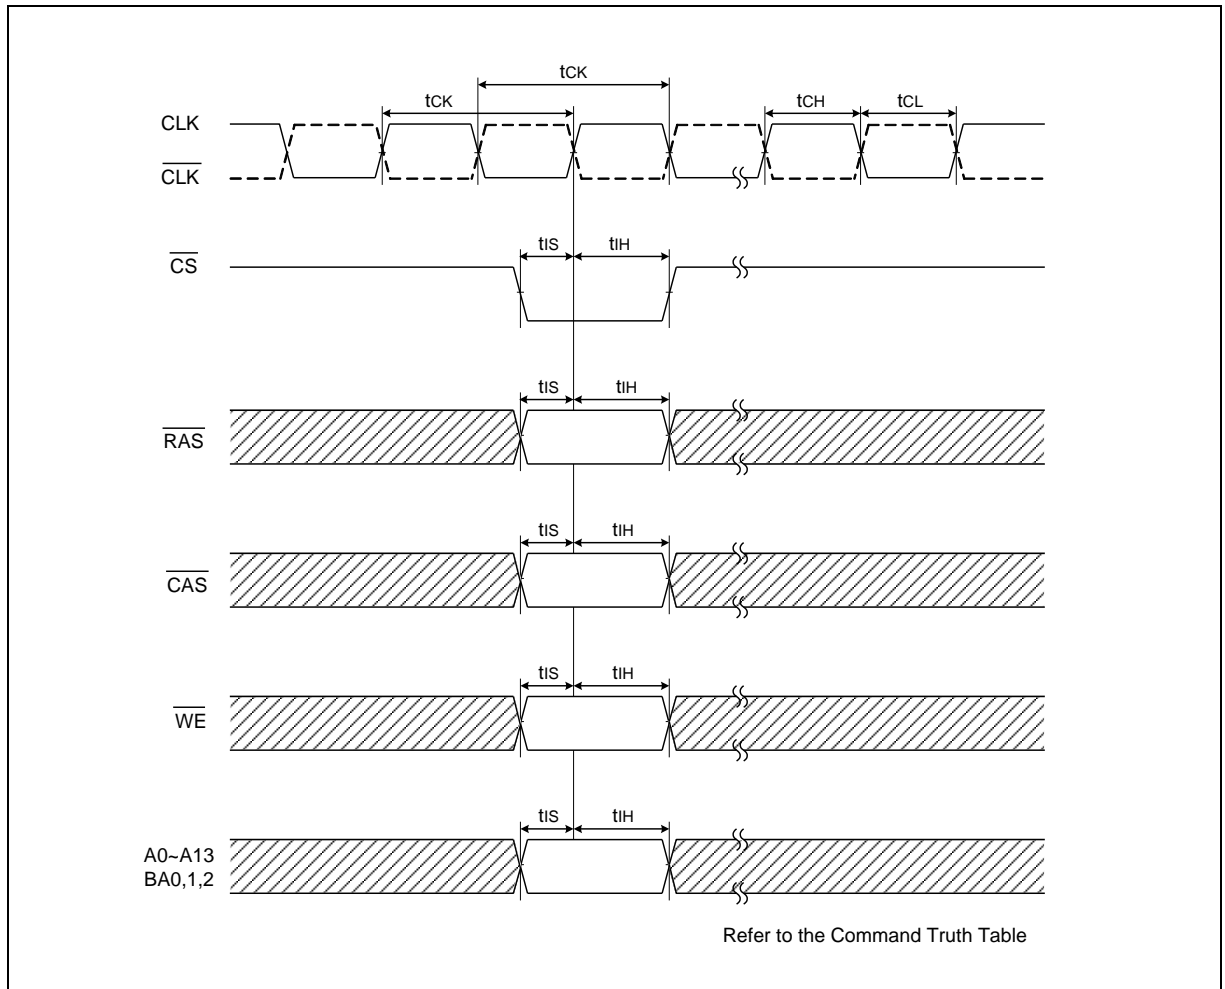 tCK
tCK tCH tCL
CLK
CLK
tIS tIH
CS
tIS tIH
RAS
tIS tIH
CAS
tIS tIH
WE
tIS tIH
A0~A13
BA0,1,2
Refer to the Command Truth Table